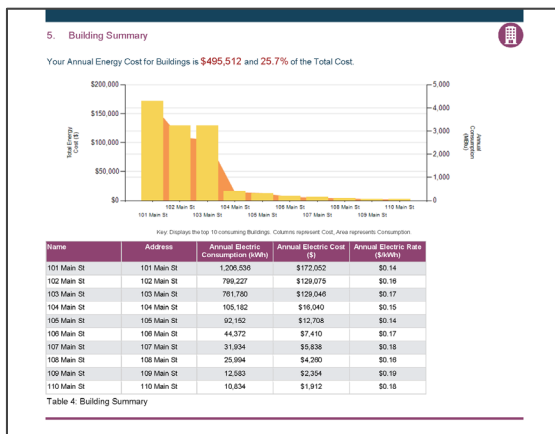 5. Building Summary
Your Annual Energy Cost for Buildings is $495,512 and 25.7% of the Total Cost.
$200,000
$150,000
$100,000
$50,000
$0
Total Energy Cost ($)
5,000
4,000
3,000
2,000
1,000
0
Annual Consumption (MMBtu)
102 Main St 104 Main St 106 Main St 108 Main St 110 Main St
101 Main St 103 Main St 105 Main St 107 Main St 109 Main St
Key: Displays the top 10 consuming Buildings. Columns represent Cost, Area represents Consumption.
Name Address Annual Electric Consumption (kWh) Annual Electric Cost ($) Annual Electric Rate ($/kWh)
101 Main St 101 Main St 1,206,536 $172,052 $0.14
102 Main St 102 Main St 799,227 $129,075 $0.16
103 Main St 103 Main St 761,780 $129,046 $0.17
104 Main St 104 Main St 105,182 $16,040 $0.15
105 Main St 105 Main St 92,152 $12,708 $0.14
106 Main St 106 Main St 44,372 $7,410 $0.17
107 Main St 107 Main St 31,934 $5,838 $0.18
108 Main St 108 Main St 25,994 $4,260 $0.16
109 Main St 109 Main St 12,583 $2,354 $0.19
110 Main St 110 Main St 10,834 $1,912 $0.18
Table 4: Building Summary